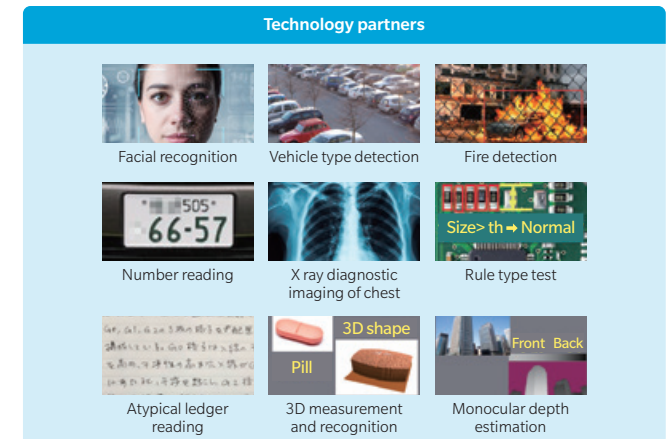 Technology partners
Facial recognition
Vehicle type detection
Fire detection
505
66-57
Size> th ➡ Normal
Number reading
X ray diagnostic
imaging of chest
Rule type test
3D shape
Pill
Front Back
Atypical ledger
reading
3D measurement
and recognition
Monocular depth
estimation